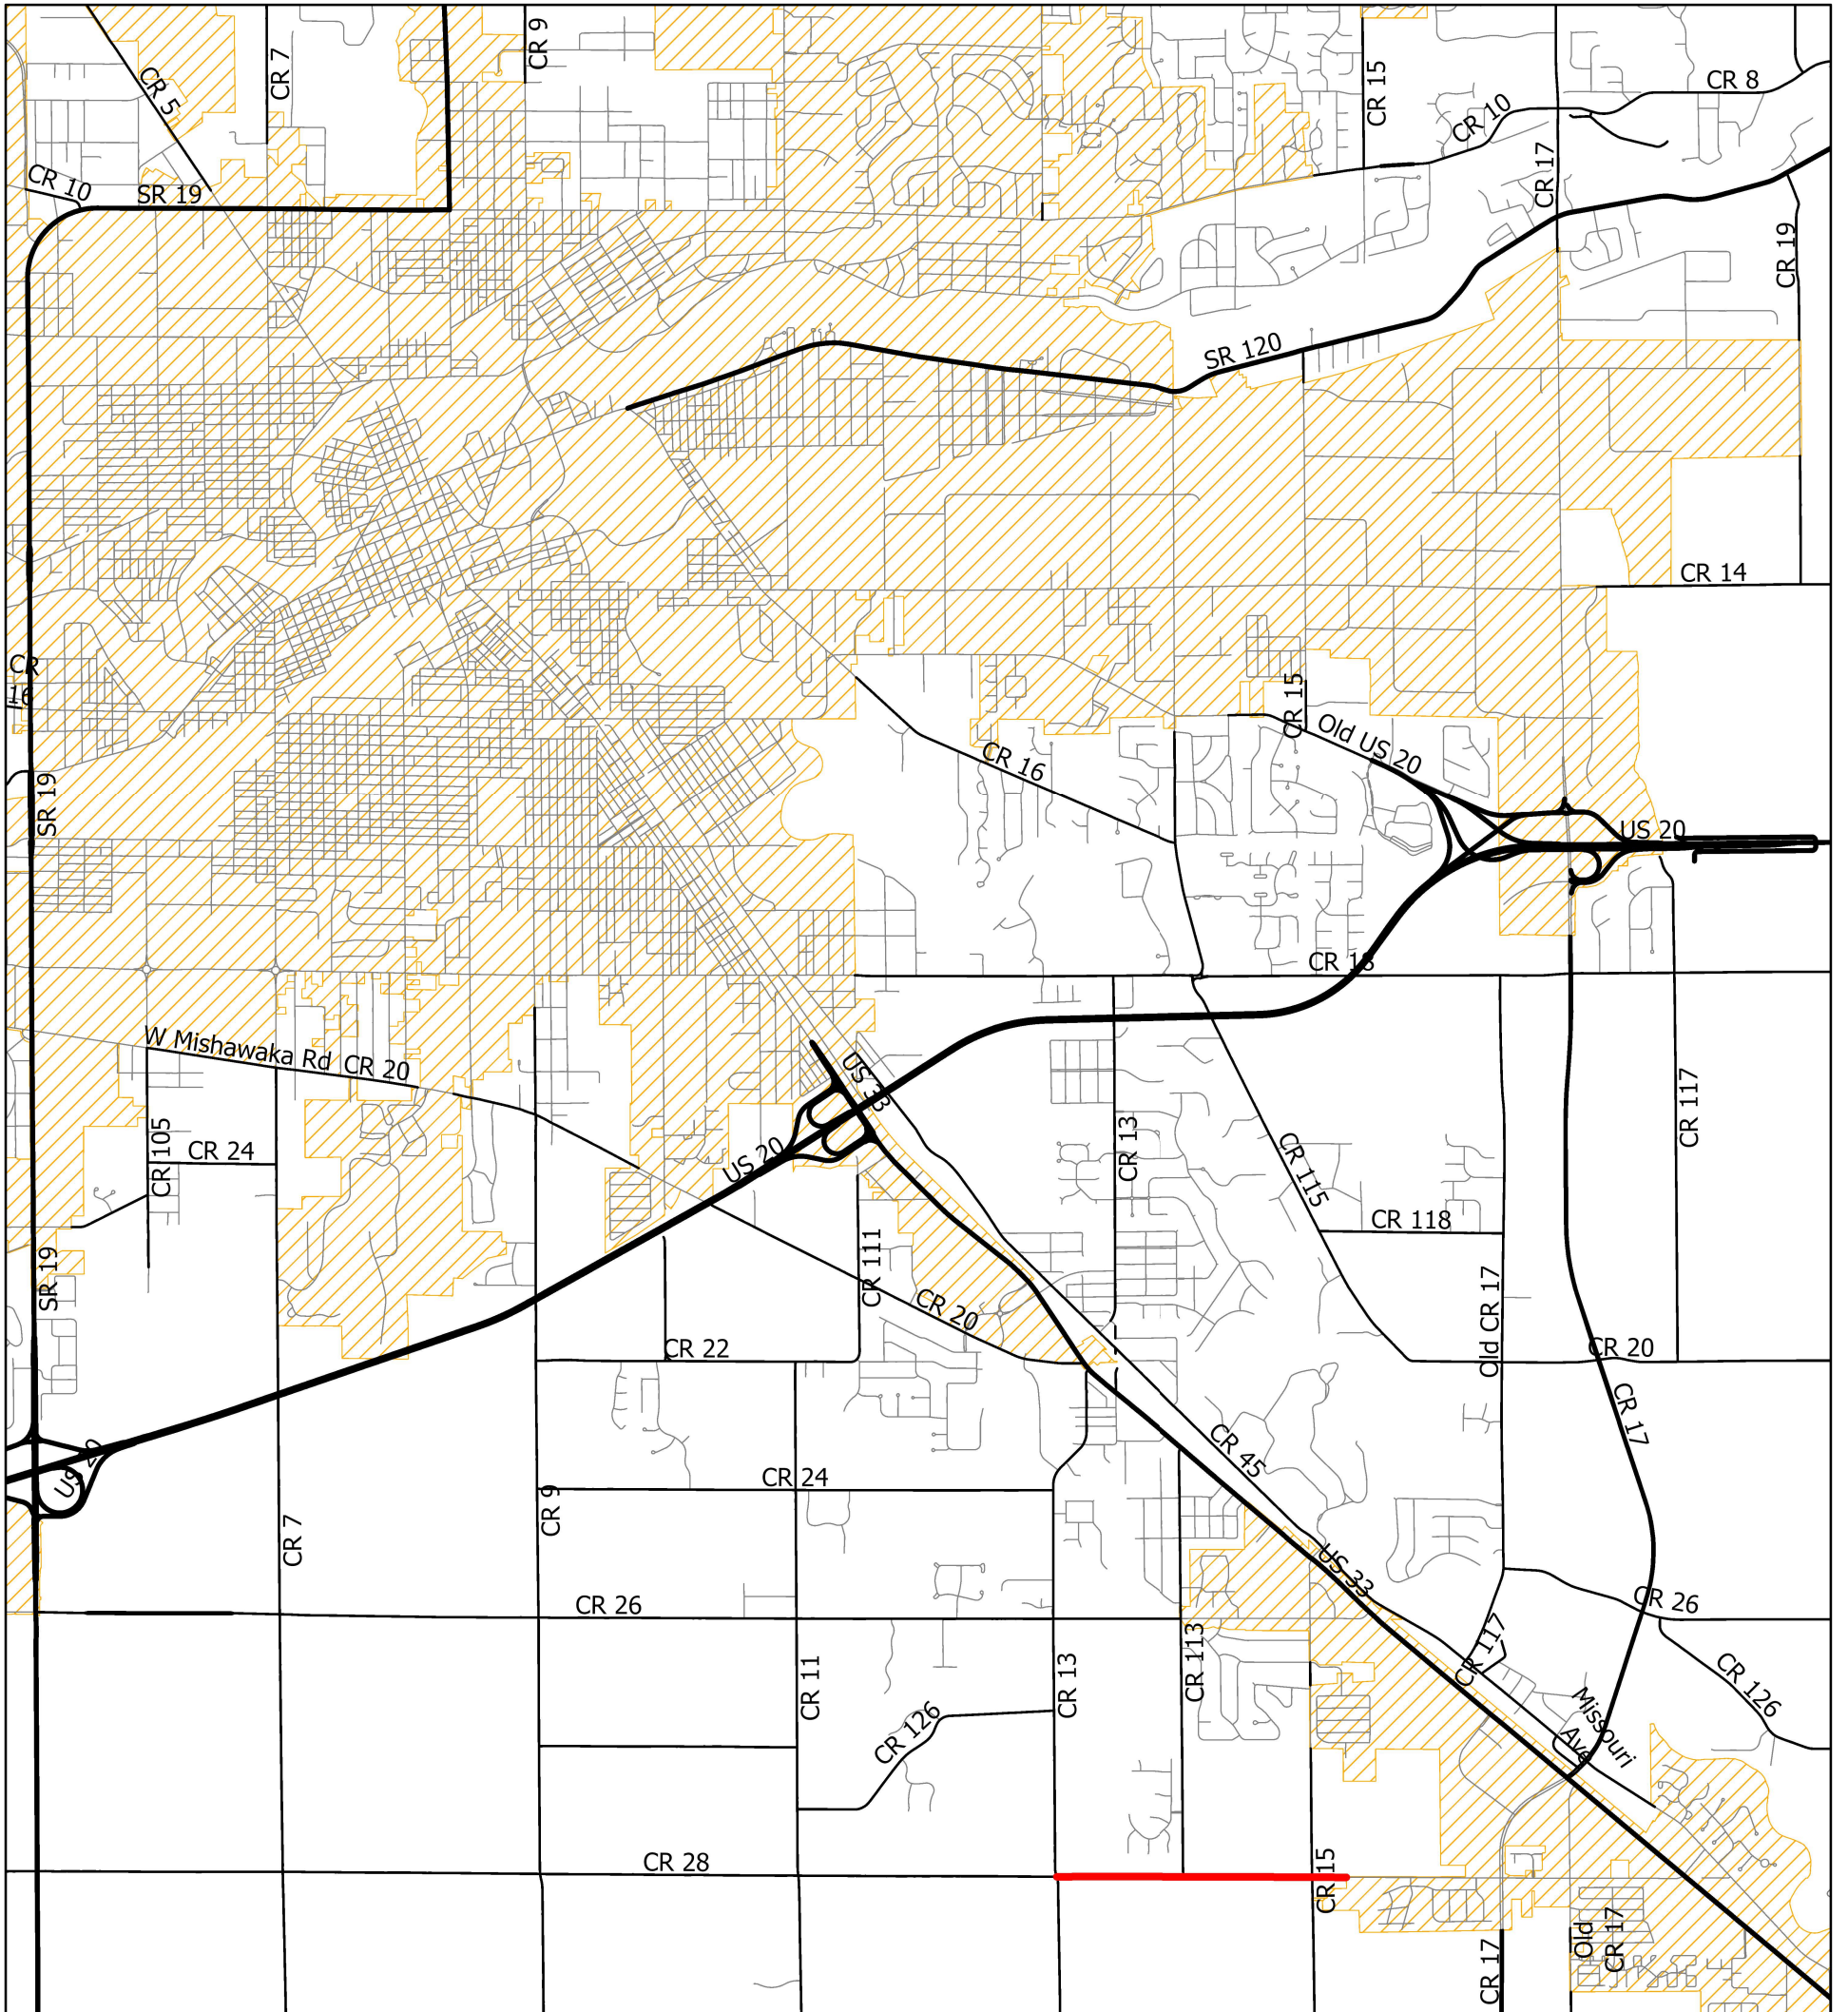 CR 9
CR 7
CR 5
CR 15
CR 8
CR 10
CR 17
CR 10
SR 19
CR 19
SR 120
CR 14
CR
16
CR 15
Old US 20
CR 16
SR 19
US 20
CR 18
W Mishawaka Rd
CR 20
US 33
CR 117
CR 105
CR 24
CR 13
US 20
CR 115
CR 118
SR 19
CR 111
CR 20
Old CR 17
CR 22
CR 20
CR 17
US 20
CR 45
CR 24
CR 9
CR 7
US 33
CR 26
CR 26
CR 117
CR 113
CR 11
CR 13
CR 126
CR 126
Missouri
Ave
CR 28
CR 15
CR 17
Old
CR 17